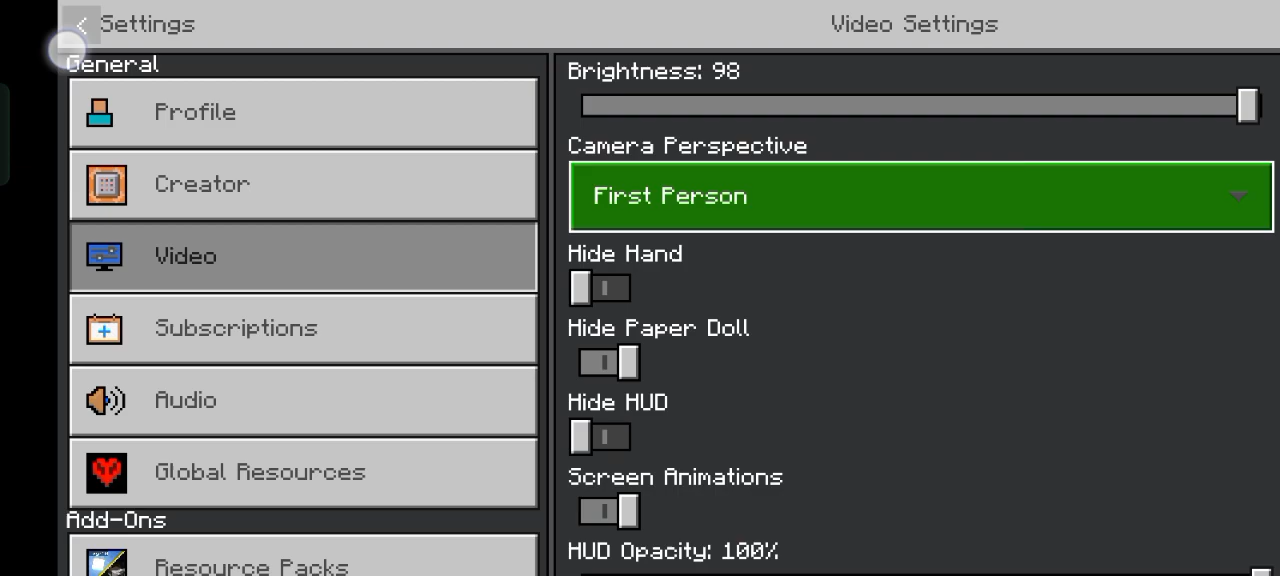 Settings
Video Settings
General
Profile
Creator
Video
Subscriptions
Audio
Global Resources
Add-Ons
Resource Packs
Brightness: 98
Camera Perspective
First Person
Hide Hand
Hide Paper Doll
Hide HUD
Screen Animations
HUD Opacity: 100%